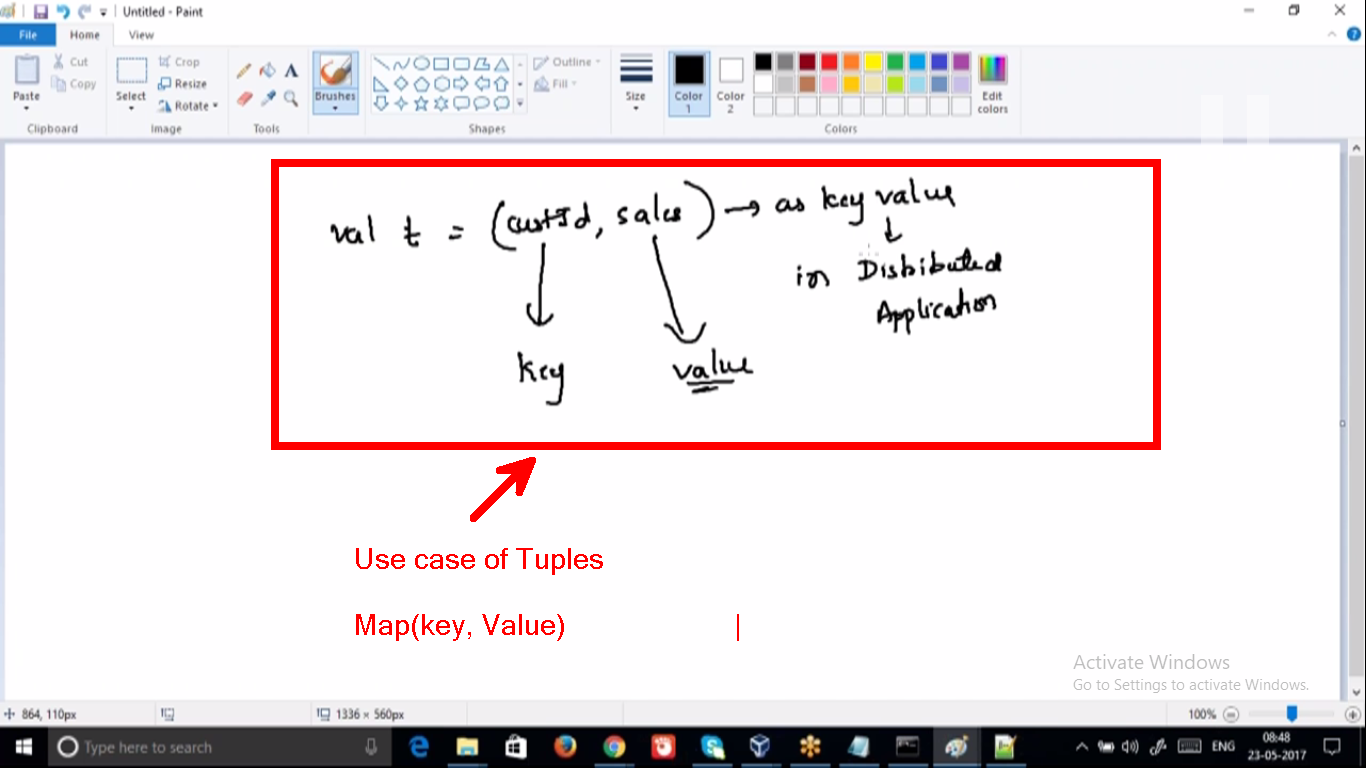 Untitled - Paint
File Home View
Paste Cut Copy Clipboard
Select Crop Resize Rotate Image
Tools
Brushes
Shapes Outline Fill
Size
Color 1 Color 2 Edit colors Colors
val t = (custId, sales) → as key value
in Distributed
Application
key value
Use case of Tuples
Map(key, Value)
Activate Windows
Go to Settings to activate Windows.
864, 110px 1336 × 560px 100%
Type here to search ENG 08:48
23-05-2017